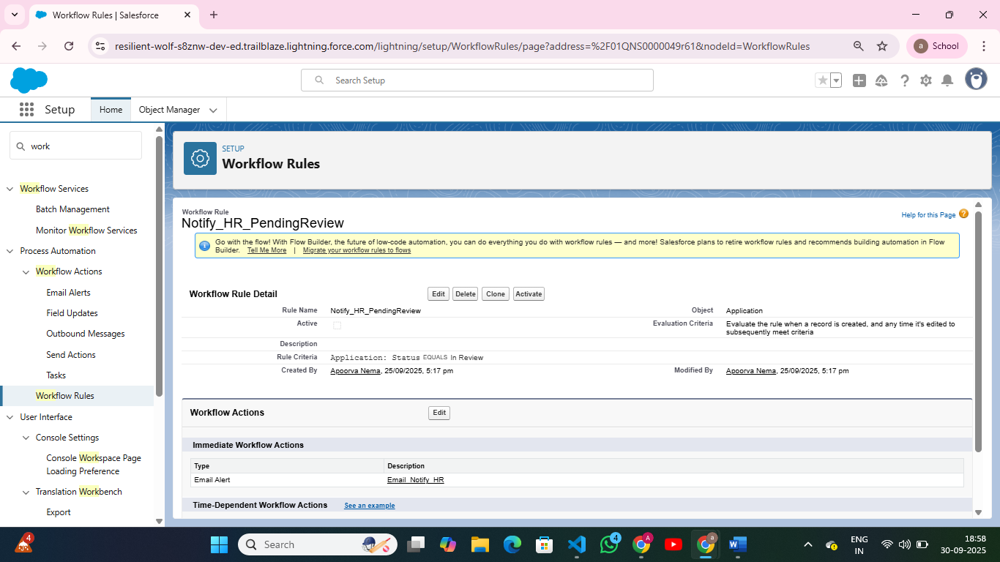 Workflow Rules | Salesforce
resilient-wolf-s8znw-dev-ed.trailblaze.lightning.force.com/lightning/setup/WorkflowRules/page?address=%2F01QNS0000049r61&nodeId=WorkflowRules
a School
Search Setup
Setup
Home
Object Manager
work
Workflow Services
Batch Management
Monitor Workflow Services
Process Automation
Workflow Actions
Email Alerts
Field Updates
Outbound Messages
Send Actions
Tasks
Workflow Rules
User Interface
Console Settings
Console Workspace Page
Loading Preference
Translation Workbench
Export
SETUP
Workflow Rules
Workflow Rule
Notify_HR_PendingReview
Help for this Page ?
Go with the flow! With Flow Builder, the future of low-code automation, you can do everything you do with workflow rules — and more! Salesforce plans to retire workflow rules and recommends building automation in Flow
Builder. Tell Me More | Migrate your workflow rules to flows
Workflow Rule Detail Edit Delete Clone Activate
Rule Name Notify_HR_PendingReview Object Application
Active Evaluation Criteria Evaluate the rule when a record is created, and any time it's edited to
subsequently meet criteria
Description
Rule Criteria Application: Status EQUALS In Review
Created By Apoorva Nema, 25/09/2025, 5:17 pm Modified By Apoorva Nema, 25/09/2025, 5:17 pm
Workflow Actions Edit
Immediate Workflow Actions
Type Description
Email Alert Email_Notify_HR
Time-Dependent Workflow Actions See an example
4
Search
4
A
a
ENG
IN
18:58
30-09-2025